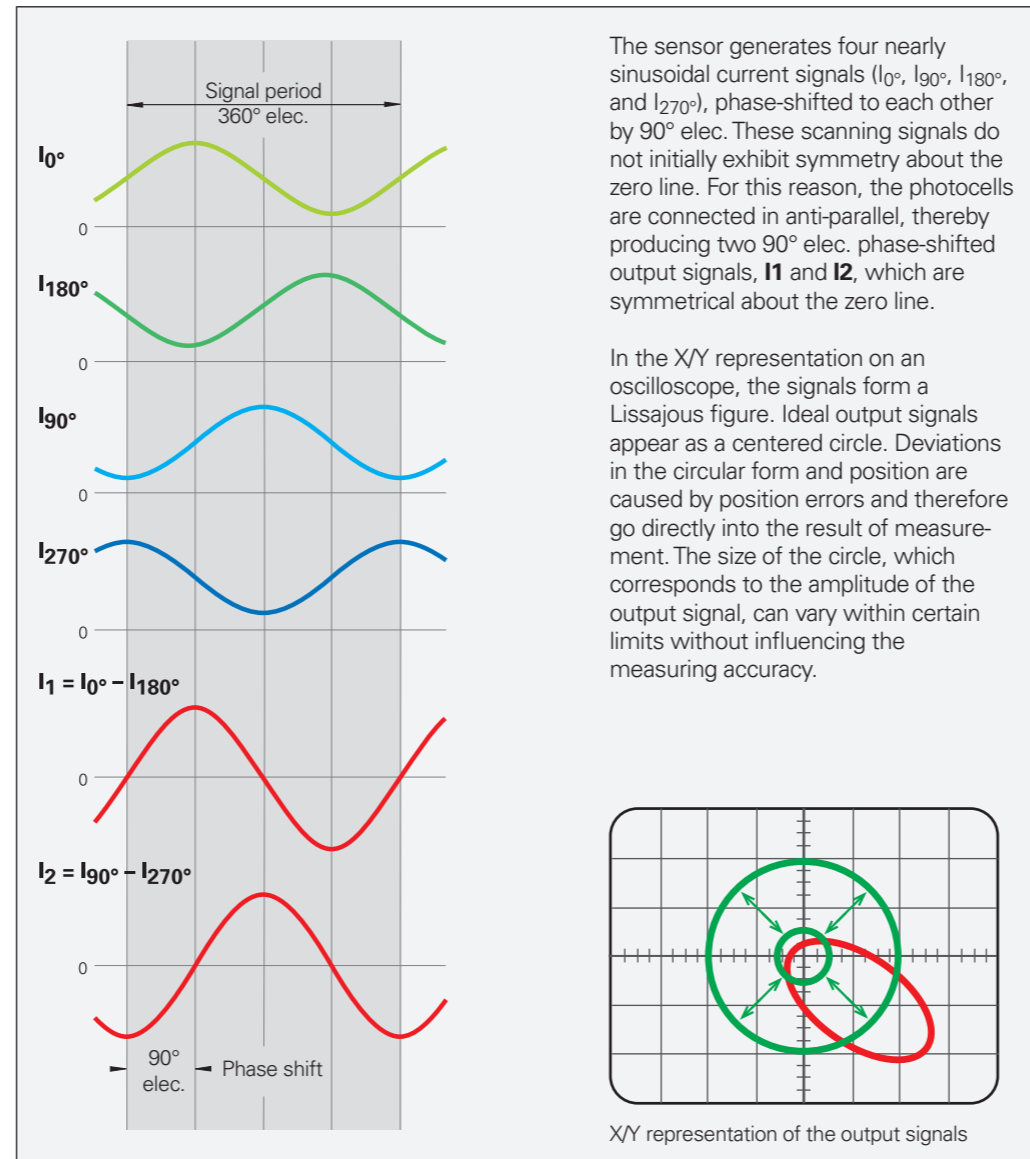 Signal period
360° elec.
I0°
0
I180°
0
I90°
0
I270°
0
I1 = I0° – I180°
0
I2 = I90° – I270°
0
90°
elec.
Phase shift
The sensor generates four nearly
sinusoidal current signals (I0°, I90°, I180°,
and I270°), phase-shifted to each other
by 90° elec. These scanning signals do
not initially exhibit symmetry about the
zero line. For this reason, the photocells
are connected in anti-parallel, thereby
producing two 90° elec. phase-shifted
output signals, I1 and I2, which are
symmetrical about the zero line.
In the X/Y representation on an
oscilloscope, the signals form a
Lissajous figure. Ideal output signals
appear as a centered circle. Deviations
in the circular form and position are
caused by position errors and therefore
go directly into the result of measure-
ment. The size of the circle, which
corresponds to the amplitude of the
output signal, can vary within certain
limits without influencing the
measuring accuracy.
X/Y representation of the output signals